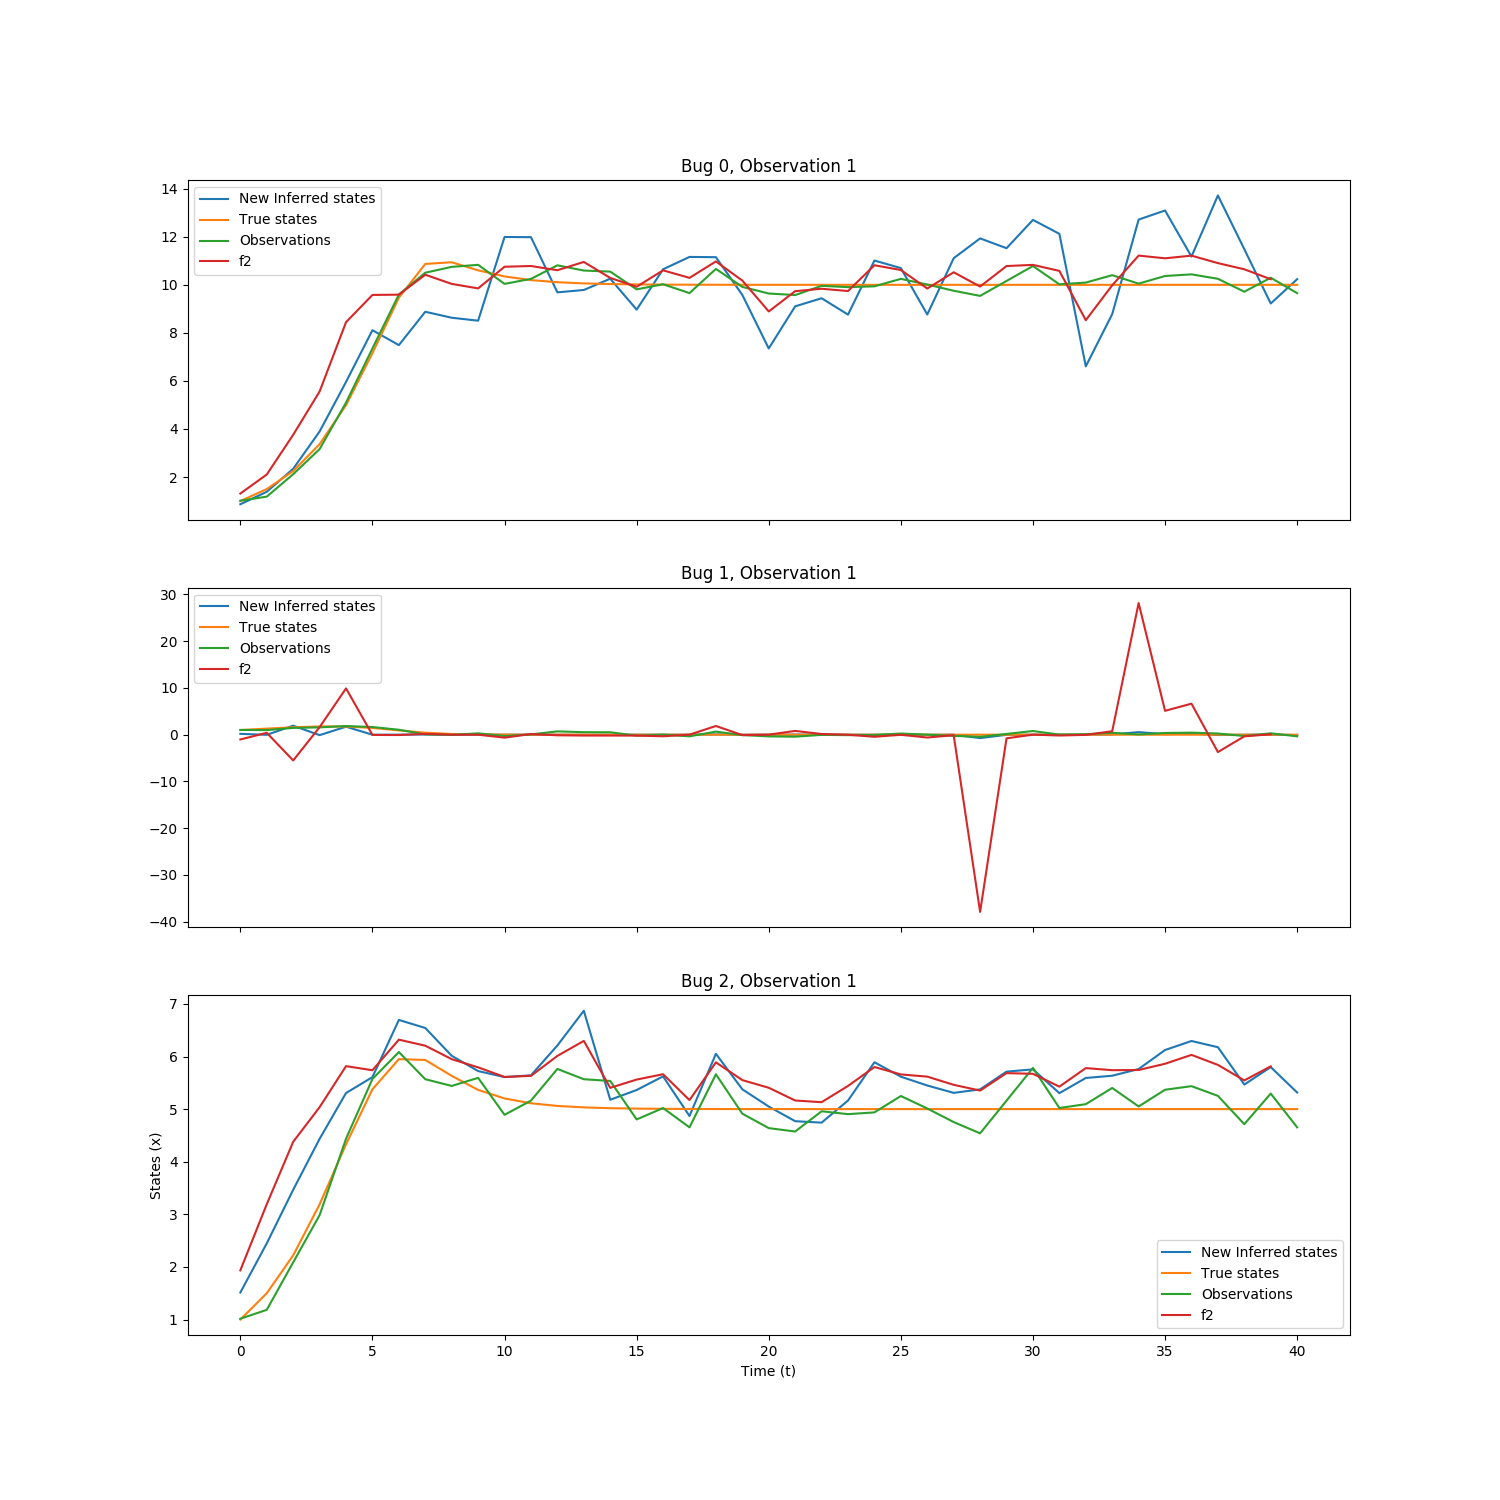 Bug 0, Observation 1
14
12
10
8
6
4
2
New Inferred states
True states
Observations
f2
Bug 1, Observation 1
30
20
10
0
−10
−20
−30
−40
New Inferred states
True states
Observations
f2
Bug 2, Observation 1
7
6
5
4
3
2
1
States (x)
New Inferred states
True states
Observations
f2
0 5 10 15 20 25 30 35 40
Time (t)